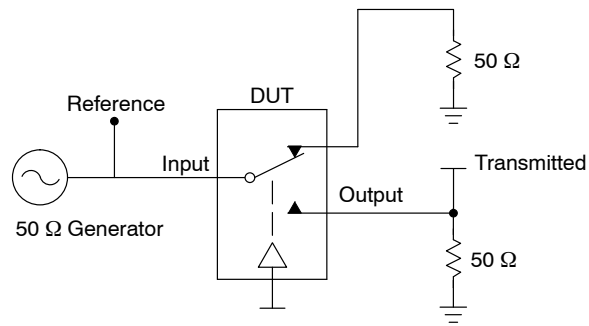 50 Ω
DUT
Reference
Transmitted
Input
Output
50 Ω Generator
50 Ω